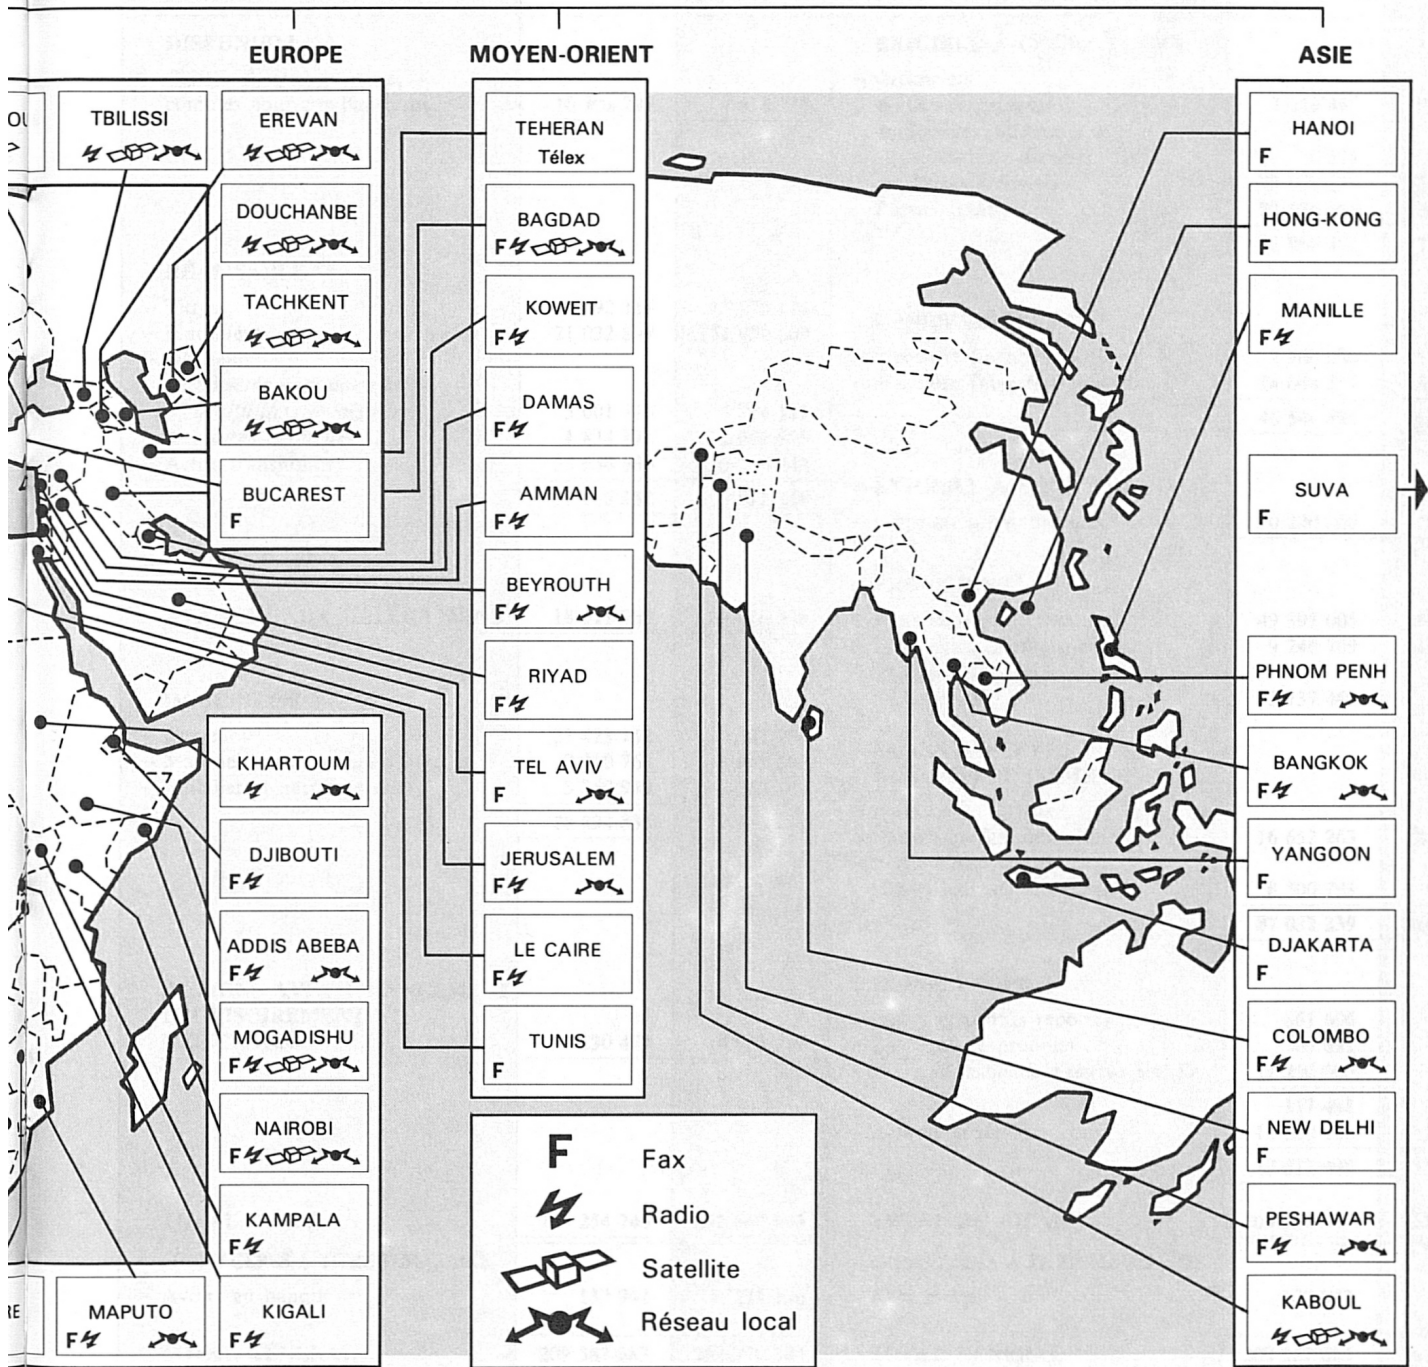 EUROPE
MOYEN-ORIENT
ASIE
TBILISSI
EREVAN
DOUCHANBE
TACHKENT
BAKOU
BUCAREST
F
KHARTOUM
F
DJIBOUTI
F
ADDIS ABEBA
F
MOGADISHU
F
NAIROBI
F
KAMPALA
F
KIGALI
F
RE
MAPUTO
F
TEHERAN
Télex
BAGDAD
F
KOWEIT
F
DAMAS
F
AMMAN
F
BEYROUTH
F
RIYAD
F
TEL AVIV
F
JERUSALEM
F
LE CAIRE
F
TUNIS
F
F Fax
Radio
Satellite
Réseau local
HANOI
F
HONG-KONG
F
MANILLE
F
SUVA
F
PHNOM PENH
F
BANGKOK
F
YANGOON
F
DJAKARTA
F
COLOMBO
F
NEW DELHI
F
PESHAWAR
F
KABOUL